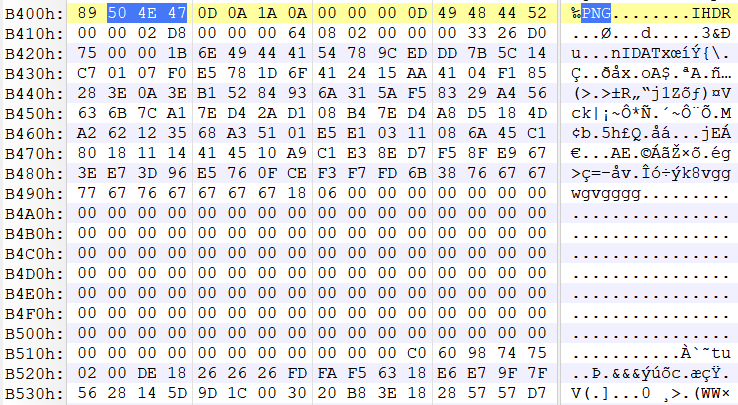 B400h: 89 50 4E 47 0D 0A 1A 0A 00 00 00 0D 49 48 44 52 ‰PNG........IHDR
B410h: 00 00 02 D8 00 00 00 64 08 02 00 00 00 33 26 D0 ...Ø...d.....3&Ð
B420h: 75 00 00 1B 6E 49 44 41 54 78 9C ED DD 7B 5C 14 u...nIDATxœíÝ{\.
B430h: C7 01 07 F0 E5 78 1D 6F 41 24 15 AA 41 04 F1 85 Ç..ðåx.oA$.ªA.ñ…
B440h: 28 3E 0A 3E B1 52 84 93 6A 31 5A F5 83 29 A4 56 (>.>±R„“j1Zõƒ)¤V
B450h: 63 6B 7C A1 7E D4 2A D1 08 B4 7E D4 A8 D5 18 4D ck|¡~Ô*Ñ.´~Ô¨Õ.M
B460h: A2 62 12 35 68 A3 51 01 E5 E1 03 11 08 6A 45 C1 ¢b.5h£Q.åá...jEÁ
B470h: 80 18 11 14 41 45 10 A9 C1 E3 8E D7 F5 8F E9 67 €...AE.©ÁãŽ×õ.ég
B480h: 3E E7 3D 96 E5 76 0F CE F3 F7 FD 6B 38 76 67 67 >ç=–åv.Îó÷ýk8vgg
B490h: 77 67 76 67 67 67 67 18 06 00 00 00 00 00 00 00 wgvgggg.........
B4A0h: 00 00 00 00 00 00 00 00 00 00 00 00 00 00 00 00 ................
B4B0h: 00 00 00 00 00 00 00 00 00 00 00 00 00 00 00 00 ................
B4C0h: 00 00 00 00 00 00 00 00 00 00 00 00 00 00 00 00 ................
B4D0h: 00 00 00 00 00 00 00 00 00 00 00 00 00 00 00 00 ................
B4E0h: 00 00 00 00 00 00 00 00 00 00 00 00 00 00 00 00 ................
B4F0h: 00 00 00 00 00 00 00 00 00 00 00 00 00 00 00 00 ................
B500h: 00 00 00 00 00 00 00 00 00 00 00 00 00 00 00 00 ................
B510h: 00 00 00 00 00 00 00 00 00 00 00 C0 60 98 74 75 ...........À`˜tu
B520h: 02 00 DE 18 26 26 26 FD FA F5 63 18 E6 E7 9F 7F ..Þ.&&&ýúõc.æçŸ.
B530h: 56 28 14 5D 9D 1C 00 30 20 B8 3E 18 28 57 57 D7 V(.]...0 ¸>.(WW×